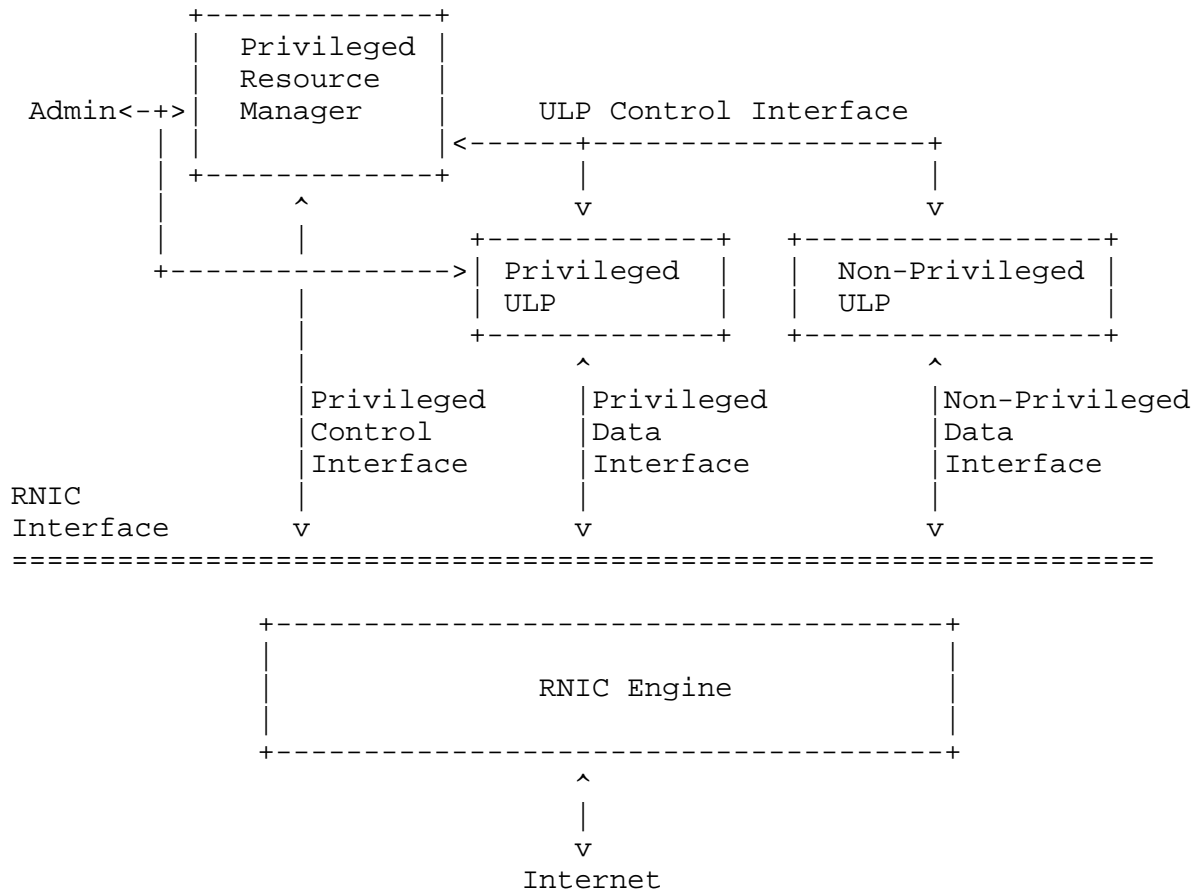 Privileged
Resource
Admin<-+>| Manager ULP Control Interface
Privileged Non-Privileged
ULP ULP
Privileged Privileged Non-Privileged
Control Data Data
Interface Interface Interface
RNIC
Interface
RNIC Engine
Internet